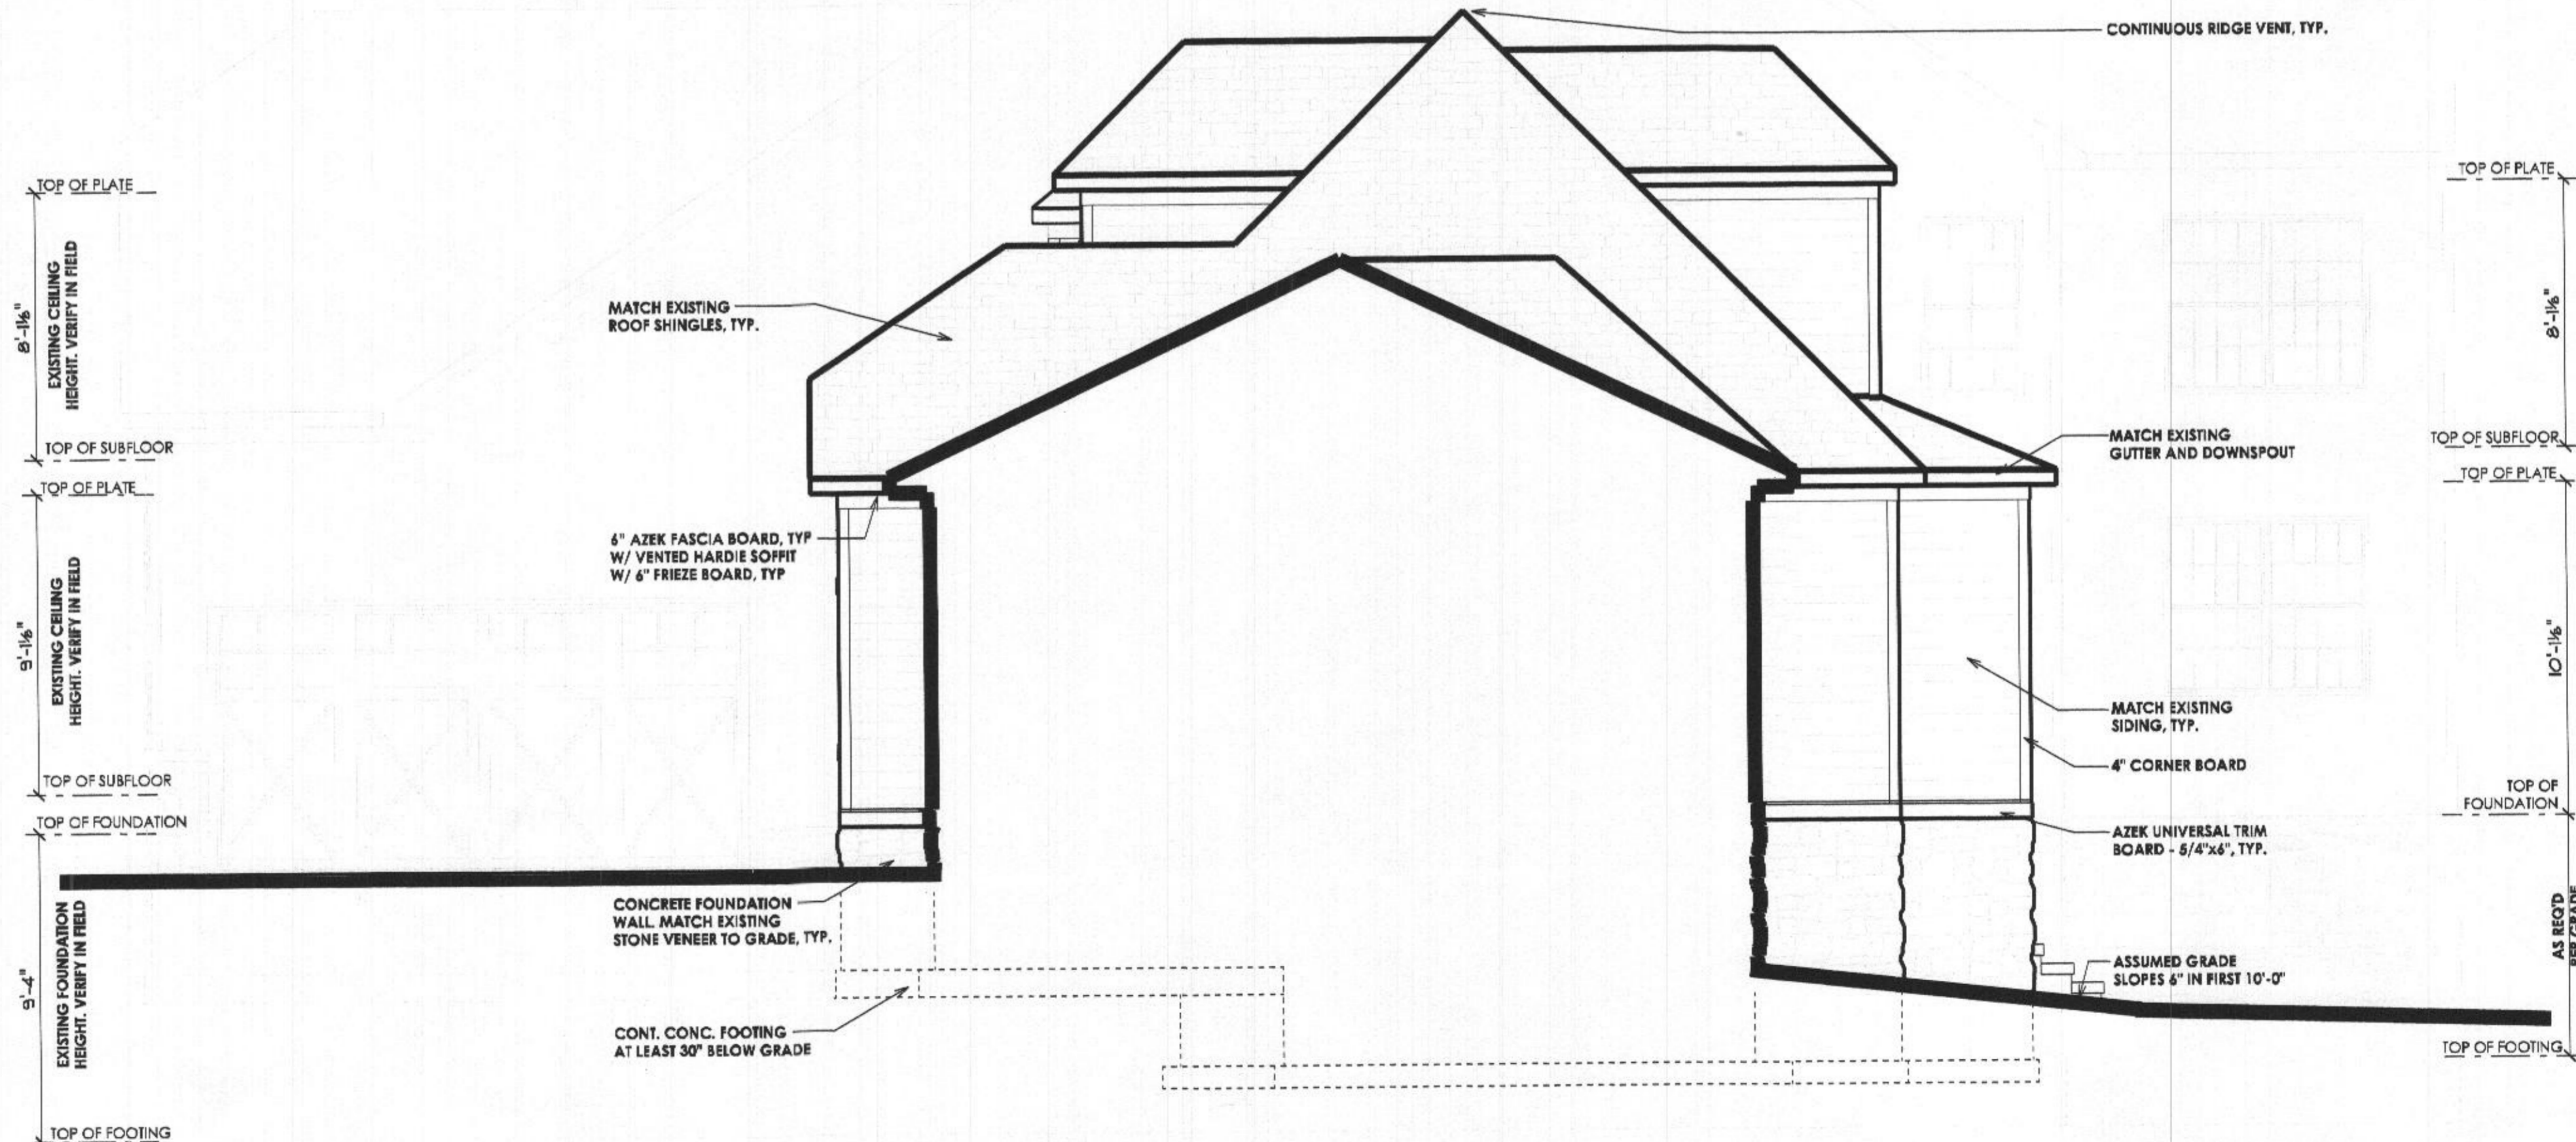 CONTINUOUS RIDGE VENT, TYP.
TOP OF PLATE
8'-1⅛"
EXISTING CEILING
HEIGHT. VERIFY IN FIELD
TOP OF SUBFLOOR
TOP OF PLATE
9'-1⅛"
EXISTING CEILING
HEIGHT. VERIFY IN FIELD
TOP OF SUBFLOOR
TOP OF FOUNDATION
9'-4"
EXISTING FOUNDATION
HEIGHT. VERIFY IN FIELD
TOP OF FOOTING
MATCH EXISTING
ROOF SHINGLES, TYP.
6" AZEK FASCIA BOARD, TYP
W/ VENTED HARDIE SOFFIT
W/ 6" FRIEZE BOARD, TYP
CONCRETE FOUNDATION
WALL. MATCH EXISTING
STONE VENEER TO GRADE, TYP.
CONT. CONC. FOOTING
AT LEAST 30" BELOW GRADE
MATCH EXISTING
GUTTER AND DOWNSPOUT
MATCH EXISTING
SIDING, TYP.
4" CORNER BOARD
AZEK UNIVERSAL TRIM
BOARD - 5/4"x6", TYP.
ASSUMED GRADE
SLOPES 6" IN FIRST 10'-0"
TOP OF PLATE
8'-1⅛"
TOP OF SUBFLOOR
TOP OF PLATE
10'-1⅛"
TOP OF
FOUNDATION
AS REQ'D
PER GRADE
TOP OF FOOTING